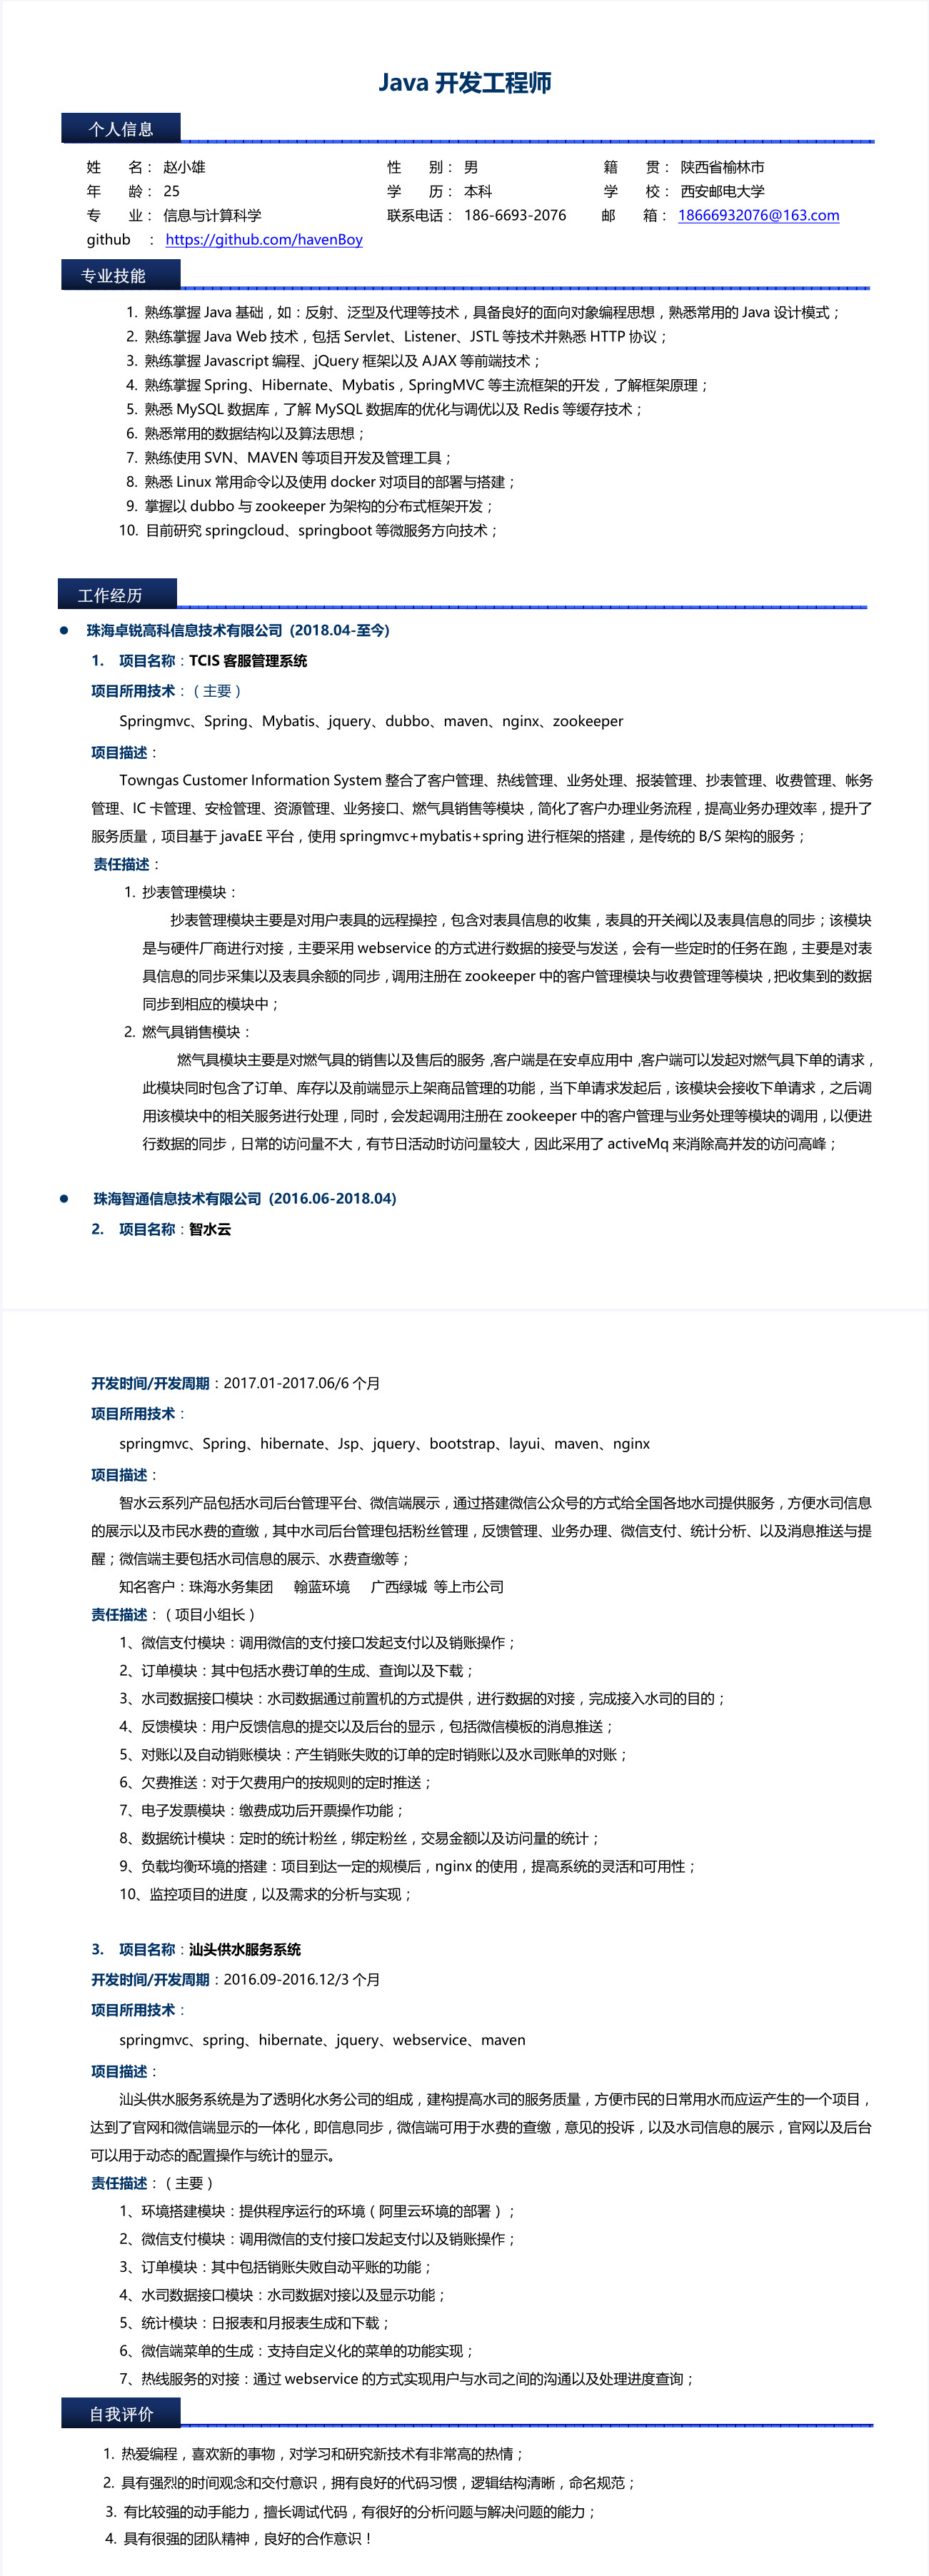 Java 开发工程师
个人信息
姓 名： 赵小雄 性 别： 男 籍 贯： 陕西省榆林市
年 龄： 25 学 历： 本科 学 校： 西安邮电大学
专 业： 信息与计算科学 联系电话： 186-6693-2076 邮 箱： 18666932076@163.com
github ： https://github.com/havenBoy
专业技能
1. 熟练掌握 Java 基础，如：反射、泛型及代理等技术，具备良好的面向对象编程思想，熟悉常用的 Java 设计模式；
2. 熟练掌握 Java Web 技术，包括 Servlet、Listener、JSTL 等技术并熟悉 HTTP 协议；
3. 熟练掌握 Javascript 编程、jQuery 框架以及 AJAX 等前端技术；
4. 熟练掌握 Spring、Hibernate、Mybatis，SpringMVC 等主流框架的开发，了解框架原理；
5. 熟悉 MySQL 数据库，了解 MySQL 数据库的优化与调优以及 Redis 等缓存技术；
6. 熟悉常用的数据结构以及算法思想；
7. 熟练使用 SVN、MAVEN 等项目开发及管理工具；
8. 熟悉 Linux 常用命令以及使用 docker 对项目的部署与搭建；
9. 掌握以 dubbo 与 zookeeper 为架构的分布式框架开发；
10. 目前研究 springcloud、springboot 等微服务方向技术；
工作经历
● 珠海卓锐高科信息技术有限公司 (2018.04-至今)
1. 项目名称：TCIS 客服管理系统
项目所用技术：（主要）
Springmvc、Spring、Mybatis、jquery、dubbo、maven、nginx、zookeeper
项目描述：
Towngas Customer Information System 整合了客户管理、热线管理、业务处理、报装管理、抄表管理、收费管理、帐务
管理、IC 卡管理、安检管理、资源管理、业务接口、燃气具销售等模块，简化了客户办理业务流程，提高业务办理效率，提升了
服务质量，项目基于 javaEE 平台，使用 springmvc+mybatis+spring 进行框架的搭建，是传统的 B/S 架构的服务；
责任描述：
1. 抄表管理模块：
抄表管理模块主要是对用户表具的远程操控，包含对表具信息的收集，表具的开关阀以及表具信息的同步；该模块
是与硬件厂商进行对接，主要采用 webservice 的方式进行数据的接受与发送，会有一些定时的任务在跑，主要是对表
具信息的同步采集以及表具余额的同步，调用注册在 zookeeper 中的客户管理模块与收费管理等模块，把收集到的数据
同步到相应的模块中；
2. 燃气具销售模块：
燃气具模块主要是对燃气具的销售以及售后的服务，客户端是在安卓应用中，客户端可以发起对燃气具下单的请求，
此模块同时包含了订单、库存以及前端显示上架商品管理的功能，当下单请求发起后，该模块会接收下单请求，之后调
用该模块中的相关服务进行处理，同时，会发起调用注册在 zookeeper 中的客户管理与业务处理等模块的调用，以便进
行数据的同步，日常的访问量不大，有节日活动时访问量较大，因此采用了 activeMq 来消除高并发的访问高峰；
● 珠海智通信息技术有限公司 (2016.06-2018.04)
2. 项目名称：智水云
开发时间/开发周期：2017.01-2017.06/6 个月
项目所用技术：
springmvc、Spring、hibernate、Jsp、jquery、bootstrap、layui、maven、nginx
项目描述：
智水云系列产品包括水司后台管理平台、微信端展示，通过搭建微信公众号的方式给全国各地水司提供服务，方便水司信息
的展示以及市民水费的查缴，其中水司后台管理包括粉丝管理，反馈管理、业务办理、微信支付、统计分析、以及消息推送与提
醒；微信端主要包括水司信息的展示、水费查缴等；
知名客户：珠海水务集团 翰蓝环境 广西绿城 等上市公司
责任描述：（项目小组长）
1、微信支付模块：调用微信的支付接口发起支付以及销账操作；
2、订单模块：其中包括水费订单的生成、查询以及下载；
3、水司数据接口模块：水司数据通过前置机的方式提供，进行数据的对接，完成接入水司的目的；
4、反馈模块：用户反馈信息的提交以及后台的显示，包括微信模板的消息推送；
5、对账以及自动销账模块：产生销账失败的订单的定时销账以及水司账单的对账；
6、欠费推送：对于欠费用户的按规则的定时推送；
7、电子发票模块：缴费成功后开票操作功能；
8、数据统计模块：定时的统计粉丝，绑定粉丝，交易金额以及访问量的统计；
9、负载均衡环境的搭建：项目到达一定的规模后，nginx 的使用，提高系统的灵活和可用性；
10、监控项目的进度，以及需求的分析与实现；
3. 项目名称：汕头供水服务系统
开发时间/开发周期：2016.09-2016.12/3 个月
项目所用技术：
springmvc、spring、hibernate、jquery、webservice、maven
项目描述：
汕头供水服务系统是为了透明化水务公司的组成，建构提高水司的服务质量，方便市民的日常用水而应运产生的一个项目，
达到了官网和微信端显示的一体化，即信息同步，微信端可用于水费的查缴，意见的投诉，以及水司信息的展示，官网以及后台
可以用于动态的配置操作与统计的显示。
责任描述：（主要）
1、环境搭建模块：提供程序运行的环境（阿里云环境的部署）；
2、微信支付模块：调用微信的支付接口发起支付以及销账操作；
3、订单模块：其中包括销账失败自动平账的功能；
4、水司数据接口模块：水司数据对接以及显示功能；
5、统计模块：日报表和月报表生成和下载；
6、微信端菜单的生成：支持自定义化的菜单的功能实现；
7、热线服务的对接：通过 webservice 的方式实现用户与水司之间的沟通以及处理进度查询；
自我评价
1. 热爱编程，喜欢新的事物，对学习和研究新技术有非常高的热情；
2. 具有强烈的时间观念和交付意识，拥有良好的代码习惯，逻辑结构清晰，命名规范；
3. 有比较强的动手能力，擅长调试代码，有很好的分析问题与解决问题的能力；
4. 具有很强的团队精神，良好的合作意识！